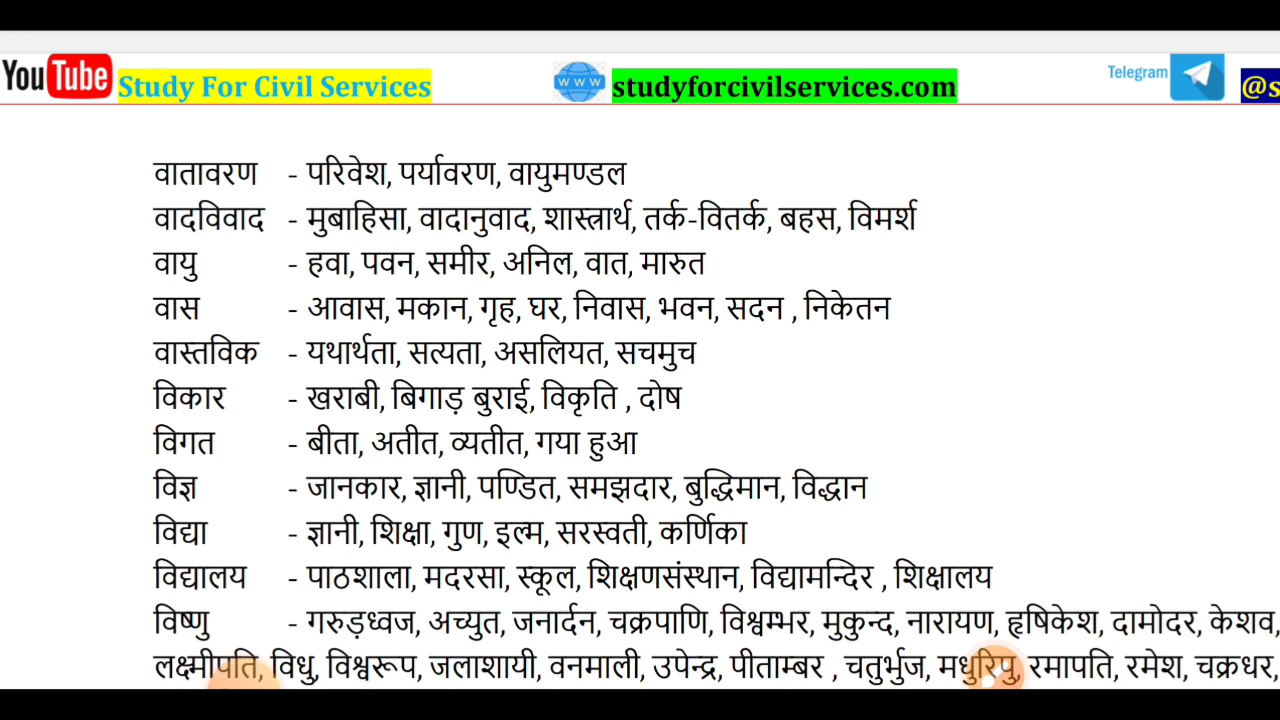 YouTube Study For Civil Services www studyforcivilservices.com Telegram @s
वातावरण - परिवेश, पर्यावरण, वायुमण्डल
वादविवाद - मुबाहिसा, वादानुवाद, शास्त्रार्थ, तर्क-वितर्क, बहस, विमर्श
वायु - हवा, पवन, समीर, अनिल, वात, मारुत
वास - आवास, मकान, गृह, घर, निवास, भवन, सदन , निकेतन
वास्तविक - यथार्थता, सत्यता, असलियत, सचमुच
विकार - खराबी, बिगाड़ बुराई, विकृति , दोष
विगत - बीता, अतीत, व्यतीत, गया हुआ
विज्ञ - जानकार, ज्ञानी, पण्डित, समझदार, बुद्धिमान, विद्धान
विद्या - ज्ञानी, शिक्षा, गुण, इल्म, सरस्वती, कर्णिका
विद्यालय - पाठशाला, मदरसा, स्कूल, शिक्षणसंस्थान, विद्यामन्दिर , शिक्षालय
विष्णु - गरुड़ध्वज, अच्युत, जनार्दन, चक्रपाणि, विश्वम्भर, मुकुन्द, नारायण, हृषिकेश, दामोदर, केशव,
लक्ष्मीपति, विधु, विश्वरूप, जलाशायी, वनमाली, उपेन्द्र, पीताम्बर , चतुर्भुज, मधुरिपु, रमापति, रमेश, चक्रधर,